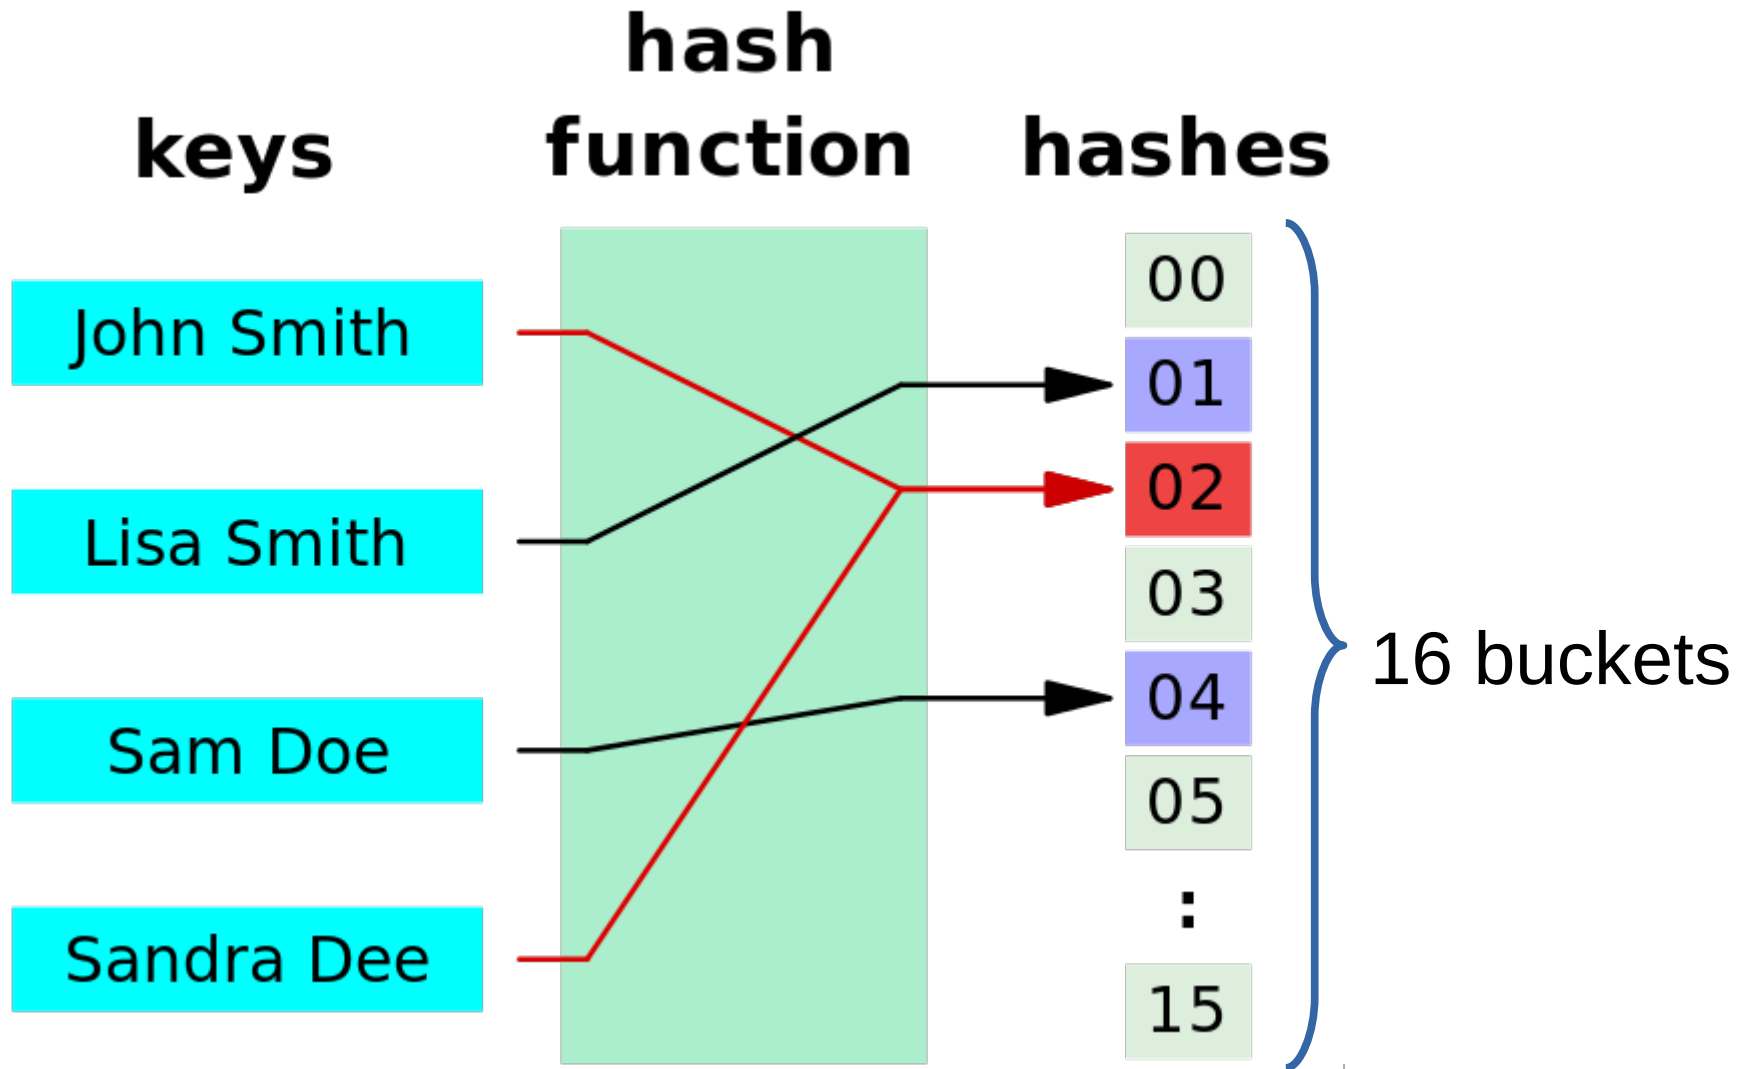 hash
function
keys
hashes
John Smith
Lisa Smith
Sam Doe
Sandra Dee
00
01
02
03
04
05
:
15
16 buckets